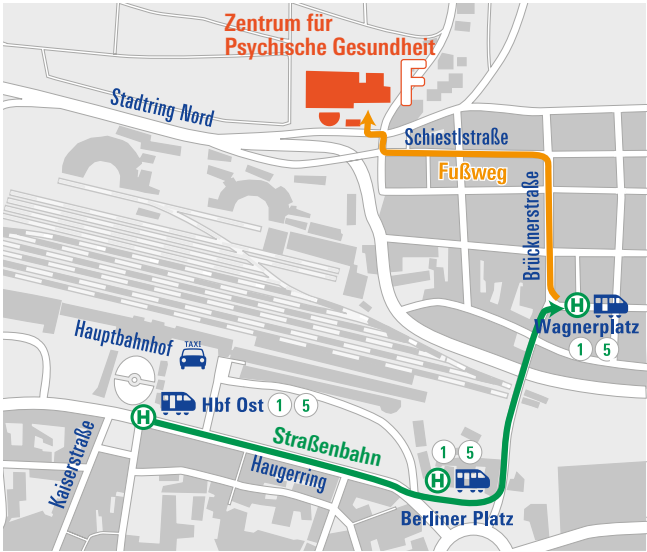 Zentrum für
Psychische Gesundheit
F
Stadtring Nord
Schiestlstraße
Fußweg
Brücknerstraße
H
Wagnerplatz
1 5
Hauptbahnhof
TAXI
Hbf Ost 1 5
H
Straßenbahn
Haugerring
Kaiserstraße
1 5
H
Berliner Platz